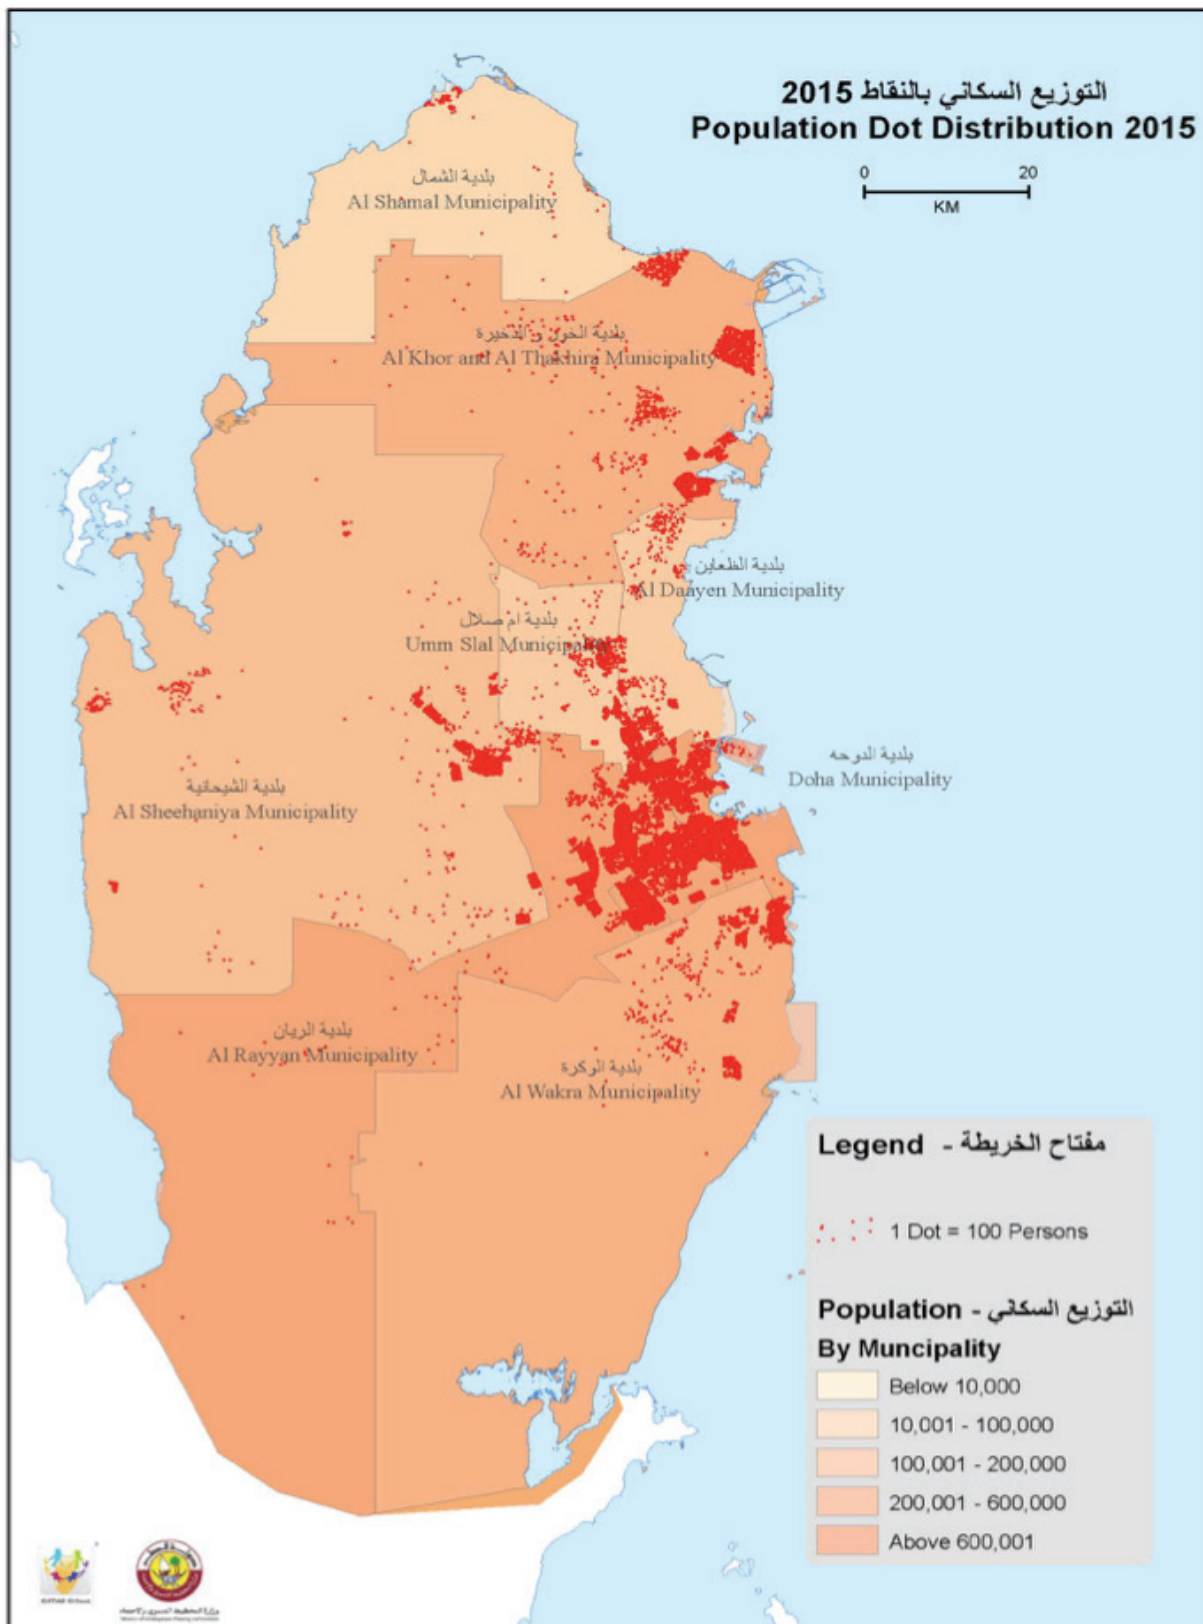 التوزيع السكاني بالنقاط 2015
Population Dot Distribution 2015
0 20
KM
بلدية الشمال
Al Shamal Municipality
بلدية الخور و الذخيرة
Al Khor and Al Thakhira Municipality
بلدية الظعاين
Al Daayen Municipality
بلدية ام صلال
Umm Slal Municipality
بلدية الدوحه
Doha Municipality
بلدية الشيحانية
Al Sheehaniya Municipality
بلدية الريان
Al Rayyan Municipality
بلدية الوكرة
Al Wakra Municipality
Legend - مفتاح الخريطة
1 Dot = 100 Persons
Population - التوزيع السكاني
By Muncipality
Below 10,000
10,001 - 100,000
100,001 - 200,000
200,001 - 600,000
Above 600,001